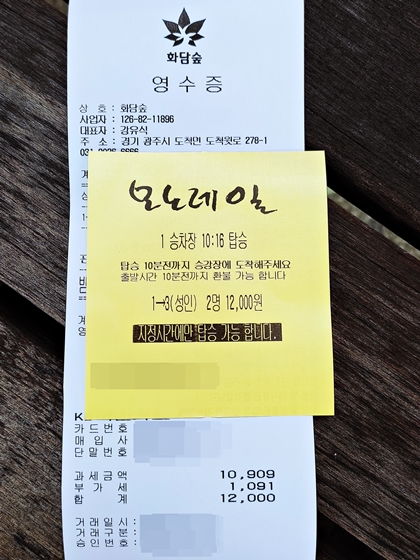 화담숲
영수증
상 호 : 화담숲
사업자 : 126-82-11896
대표자 : 강유식
주 소 : 경기 광주시 도척면 도척윗로 278-1
모노레일
1 승차장 10:16 탑승
탑승 10분전까지 승강장에 도착해주세요
출발시간 10분전까지 환불 가능 합니다
1→3(성인) 2명 12,000원
지정시간에만 탑승 가능 합니다.
카드번호
매 입 사
단말번호
과세금액 10,909
부 가 세 1,091
합 계 12,000
거래일시:
거래구분:
승인번호: